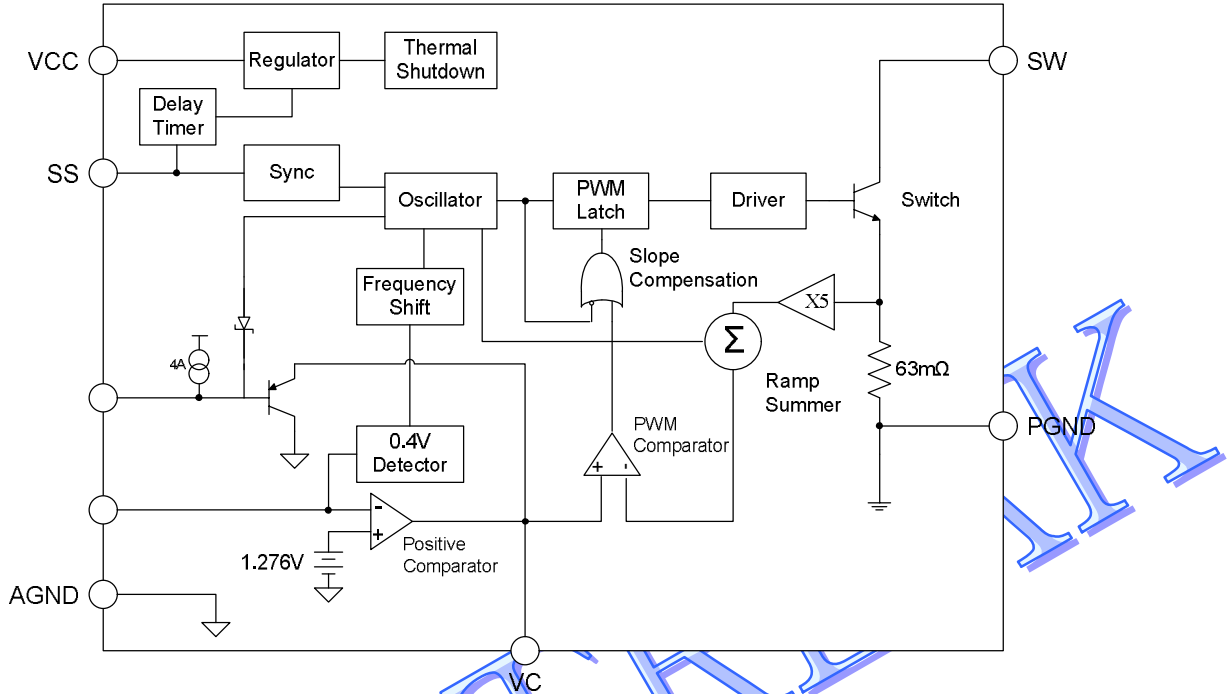 VCC
Regulator
Thermal
Shutdown
SW
Delay
Timer
SS
Sync
Oscillator
PWM
Latch
Driver
Switch
Slope
Compensation
Frequency
Shift
X5
Σ
4A
63mΩ
Ramp
Summer
PWM
Comparator
PGND
0.4V
Detector
+ -
-
+
1.276V
Positive
Comparator
AGND
VC